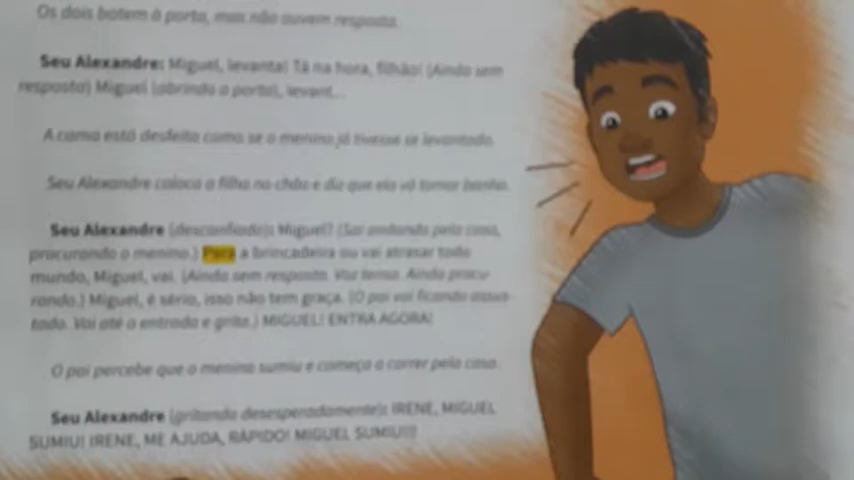 Os dois batem à porta, mas não ouvem resposta.
Seu Alexandre: Miguel, levanta! Tá na hora, filhão! (Ainda sem
resposta) Miguel (abrindo a porta), levant...
A cama está desfeita como se o menino já tivesse se levantado.
Seu Alexandre coloca a filha no chão e diz que ela vá tomar banho.
Seu Alexandre (desconfiado): Miguel? (Sai andando pela casa,
procurando o menino.) Para a brincadeira ou vai atrasar todo
mundo, Miguel, vai. (Ainda sem resposta. Voz tensa. Ainda procu-
rando.) Miguel, é sério, isso não tem graça. (O pai vai ficando assus-
tado. Vai até a entrada e grita.) MIGUEL! ENTRA AGORA!
O pai percebe que o menino sumiu e começa a correr pela casa.
Seu Alexandre (gritando desesperadamente): IRENE, MIGUEL
SUMIU! IRENE, ME AJUDA, RÁPIDO! MIGUEL SUMIU!!!